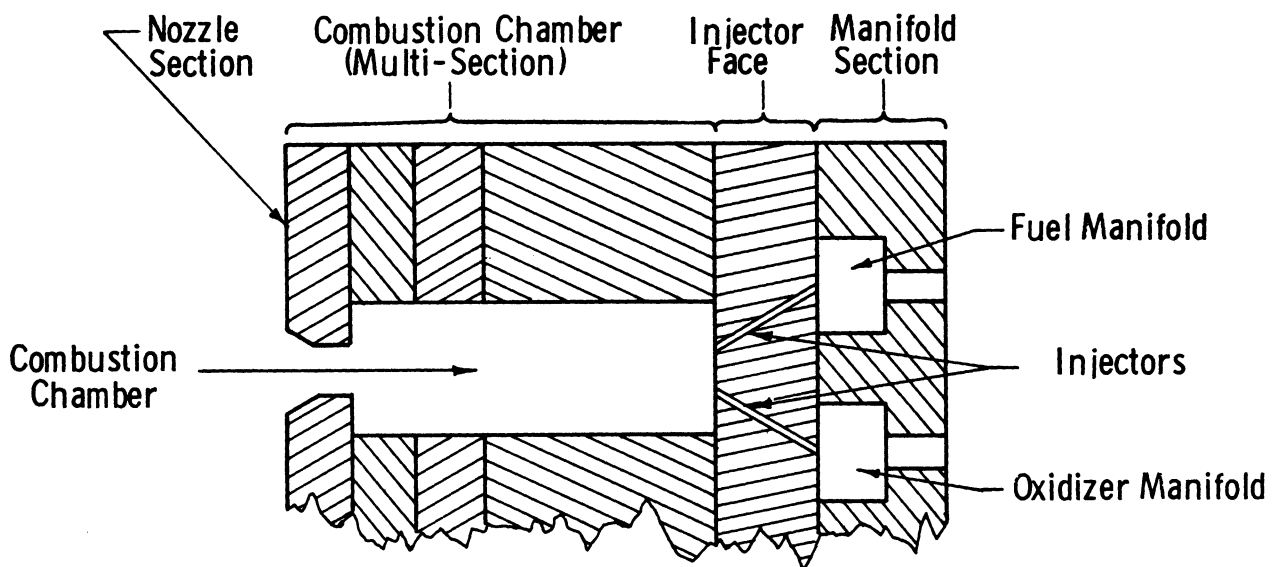 Nozzle
Section
Combustion Chamber
(Multi-Section)
Injector
Face
Manifold
Section
Fuel Manifold
Combustion
Chamber
Injectors
Oxidizer Manifold